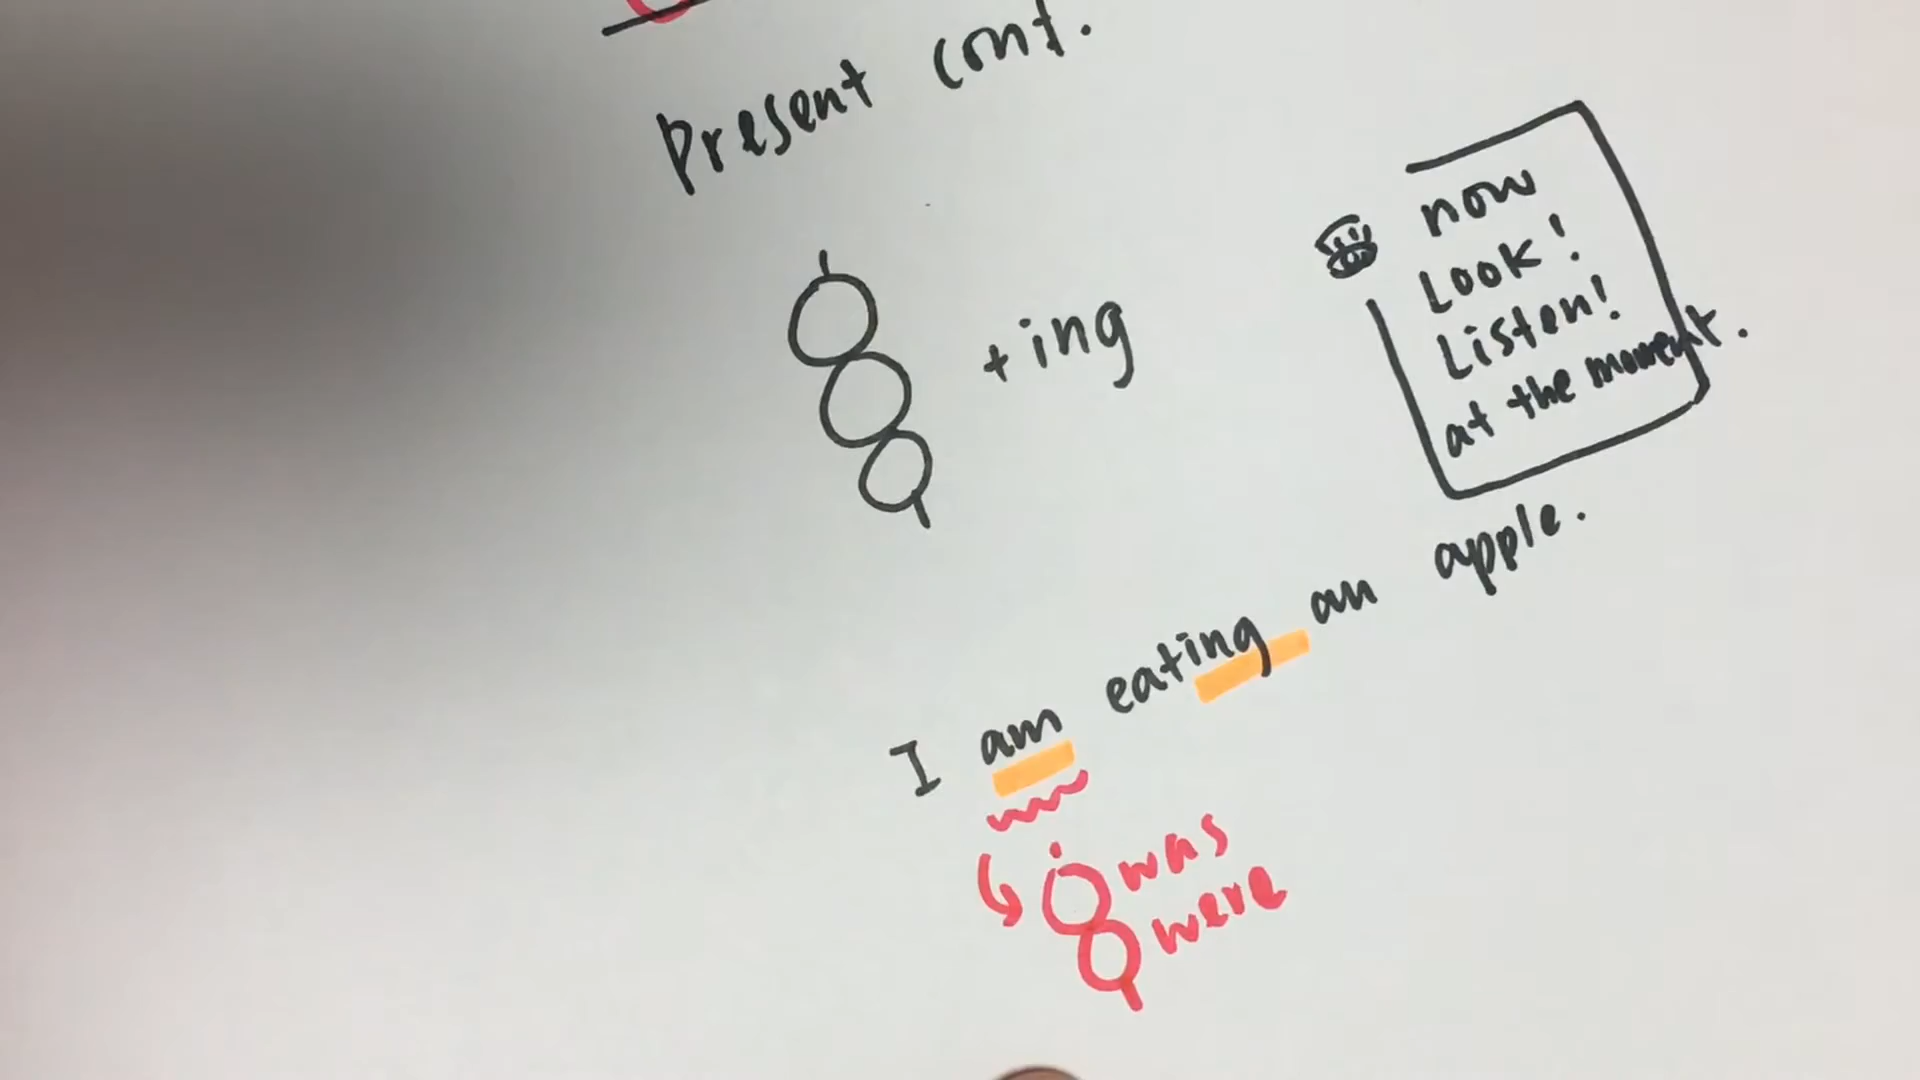 Present cont.
+ing
now
Look!
Listen!
at the moment.
I am eating an apple.
was
were